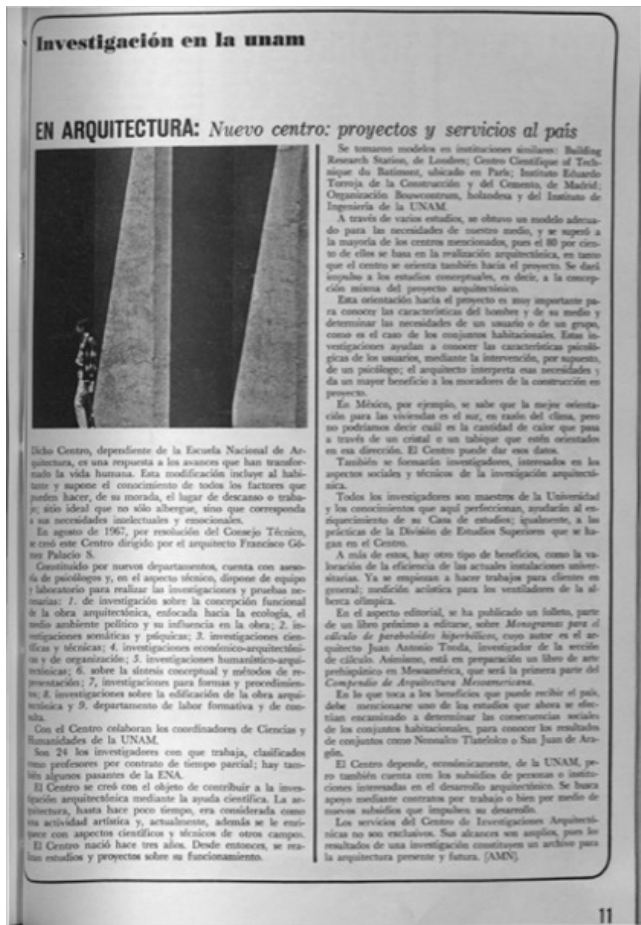 Investigación en la unam
EN ARQUITECTURA: Nuevo centro: proyectos y servicios al país
Dicho Centro, dependiente de la Escuela Nacional de Ar-
quitectura, es una respuesta a los avances que han transfor-
mado la vida humana. Esta modificación incluye al habi-
tante y supone el conocimiento de todos los factores que
pueden hacer, de su morada, el lugar de descanso o traba-
jo; sitio ideal que no sólo albergue, sino que corresponda
a sus necesidades intelectuales y emocionales.
En agosto de 1967, por resolución del Consejo Técnico,
se creó este Centro dirigido por el arquitecto Francisco Gó-
mez Palacio S.
Constituido por nuevos departamentos, cuenta con aseso-
ría de psicólogos y, en el aspecto técnico, dispone de equipo
y laboratorio para realizar las investigaciones y pruebas ne-
cesarias: 1. de investigación sobre la concepción funcional
de la obra arquitectónica, enfocada hacia la ecología, el
medio ambiente político y su influencia en la obra; 2. in-
vestigaciones somáticas y psíquicas; 3. investigaciones cien-
tíficas y técnicas; 4. investigaciones económico-arquitectóni-
cas y de organización; 5. investigaciones humanístico-arqui-
tectónicas; 6. sobre la síntesis conceptual y métodos de re-
presentación; 7, investigaciones para formas y procedimien-
tos; 8. investigaciones sobre la edificación de la obra arqui-
tectónica y 9. departamento de labor formativa y de con-
sulta.
Con el Centro colaboran los coordinadores de Ciencias y
Humanidades de la UNAM.
Son 24 los investigadores con que trabaja, clasificados
como profesores por contrato de tiempo parcial; hay tam-
bién algunos pasantes de la ENA.
El Centro se creó con el objeto de contribuir a la inves-
tigación arquitectónica mediante la ayuda científica. La ar-
quitectura, hasta hace poco tiempo, era considerada como
una actividad artística y, actualmente, además se le enri-
quece con aspectos científicos y técnicos de otros campos.
El Centro nació hace tres años. Desde entonces, se rea-
lizan estudios y proyectos sobre su funcionamiento.
Se tomaron modelos en instituciones similares: Building
Research Station, de Londres; Centro Cientifique of Tech-
nique du Batiment, ubicado en París; Instituto Eduardo
Torroja de la Construcción y del Cemento, de Madrid;
Organización Bouwcentrum, holandesa y del Instituto de
Ingeniería de la UNAM.
A través de varios estudios, se obtuvo un modelo adecua-
do para las necesidades de nuestro medio, y se superó a
la mayoría de los centros mencionados, pues el 80 por cien-
to de ellos se basa en la realización arquitectónica, en tanto
que el centro se orienta también hacia el proyecto. Se dará
impulso a los estudios conceptuales, es decir, a la concep-
ción misma del proyecto arquitectónico.
Esta orientación hacia el proyecto es muy importante pa-
ra conocer las características del hombre y de su medio y
determinar las necesidades de un usuario o de un grupo,
como es el caso de los conjuntos habitacionales. Estas in-
vestigaciones ayudan a conocer las características psicoló-
gicas de los usuarios, mediante la intervención, por supuesto,
de un psicólogo; el arquitecto interpreta esas necesidades y
da un mayor beneficio a los moradores de la construcción en
proyecto.
En México, por ejemplo, se sabe que la mejor orienta-
ción para las viviendas es el sur, en razón del clima, pero
no podríamos decir cuál es la cantidad de calor que pasa
a través de un cristal o un tabique que estén orientados
en esa dirección. El Centro puede dar esos datos.
También se formarán investigadores, interesados en los
aspectos sociales y técnicos de la investigación arquitectó-
nica.
Todos los investigadores son maestros de la Universidad
y los conocimientos que aquí perfeccionan, ayudarán al en-
riquecimiento de su Casa de estudios; igualmente, a las
prácticas de la División de Estudios Superiores que se ha-
gan en el Centro.
A más de estos, hay otro tipo de beneficios, como la va-
loración de la eficiencia de las actuales instalaciones univer-
sitarias. Ya se empiezan a hacer trabajos para clientes en
general; medición acústica para los ventiladores de la al-
berca olímpica.
En el aspecto editorial, se ha publicado un folleto, parte
de un libro próximo a editarse, sobre Monogramas para el
cálculo de paraboloides hiperbólicos, cuyo autor es el ar-
quitecto Juan Antonio Tonda, investigador de la sección
de cálculo. Asimismo, está en preparación un libro de arte
prehispánico en Mesoamérica, que será la primera parte del
Compendio de Arquitectura Mesoamericana.
En lo que toca a los beneficios que puede recibir el país,
debe mencionarse uno de los estudios que ahora se efec-
túan encaminado a determinar las consecuencias sociales
de los conjuntos habitacionales, para conocer los resultados
de conjuntos como Nonoalco Tlatelolco o San Juan de Ara-
gón.
El Centro depende, económicamente, de la UNAM, pe-
ro también cuenta con los subsidios de personas o institu-
ciones interesadas en el desarrollo arquitectónico. Se busca
apoyo mediante contratos por trabajo o bien por medio de
nuevos subsidios que impulsen su desarrollo.
Los servicios del Centro de Investigaciones Arquitectó-
nicas no son exclusivos. Sus alcances son amplios, pues los
resultados de una investigación constituyen un archivo para
la arquitectura presente y futura. [AMN].
11